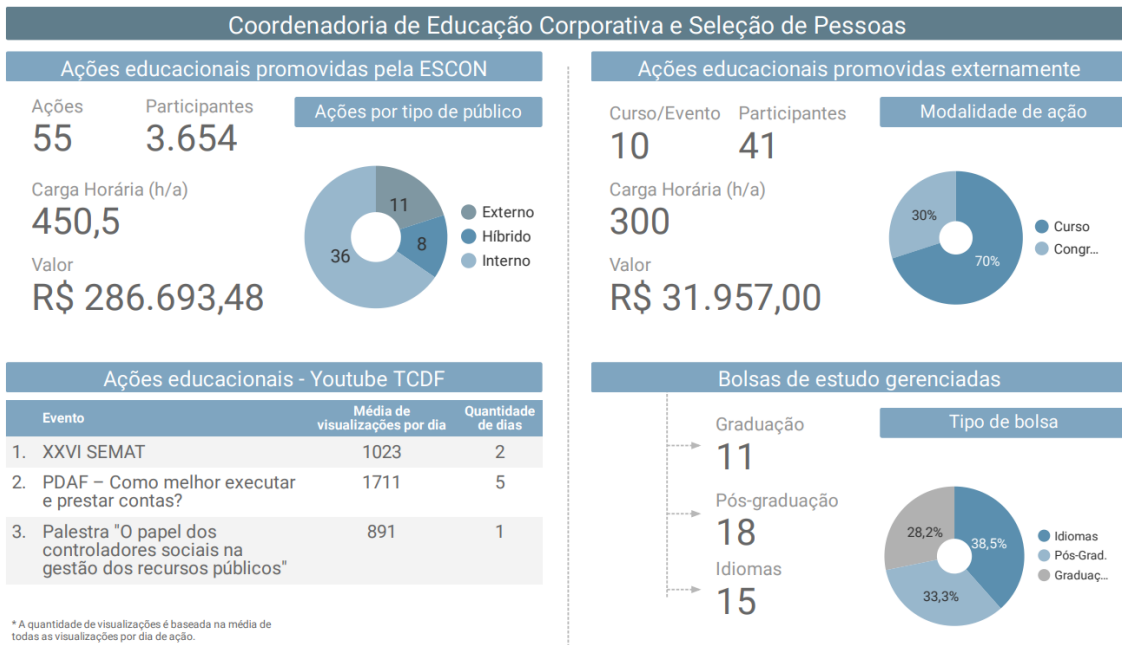 Coordenadoria de Educação Corporativa e Seleção de Pessoas
Ações educacionais promovidas pela ESCON
Ações
55
Participantes
3.654
Carga Horária (h/a)
450,5
Valor
R$ 286.693,48
Ações por tipo de público
11
8
36
Externo
Híbrido
Interno
Ações educacionais promovidas externamente
Curso/Evento
10
Participantes
41
Carga Horária (h/a)
300
Valor
R$ 31.957,00
Modalidade de ação
30%
70%
Curso
Congr...
Ações educacionais - Youtube TCDF
Evento
Média de
visualizações por dia
Quantidade
de dias
1. XXVI SEMAT 1023 2
2. PDAF – Como melhor executar 1711 5
e prestar contas?
3. Palestra "O papel dos 891 1
controladores sociais na
gestão dos recursos públicos"
* A quantidade de visualizações é baseada na média de
todas as visualizações por dia de ação.
Bolsas de estudo gerenciadas
Graduação
11
Pós-graduação
18
Idiomas
15
Tipo de bolsa
28,2%
38,5%
33,3%
Idiomas
Pós-Grad.
Graduaç...